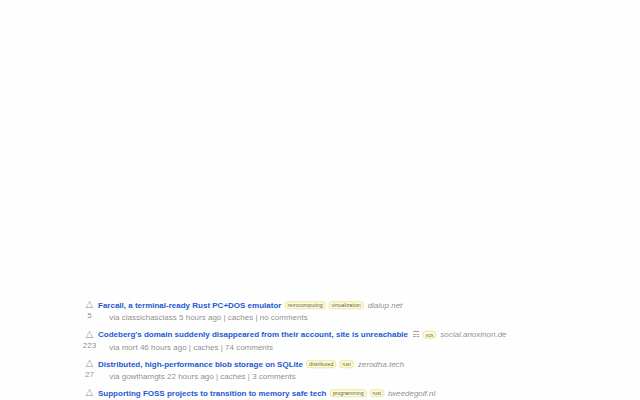 Farcall, a terminal-ready Rust PC+DOS emulator retrocomputing virtualization dialup.net
5 via classichasclass 5 hours ago | caches | no comments
Codeberg's domain suddenly disappeared from their account, site is unreachable ☶ vcs social.anoxinon.de
223 via mort 46 hours ago | caches | 74 comments
Distributed, high-performance blob storage on SQLite distributed rust zerodha.tech
27 via gowthamgts 22 hours ago | caches | 3 comments
Supporting FOSS projects to transition to memory safe tech programming rust tweedegolf.nl